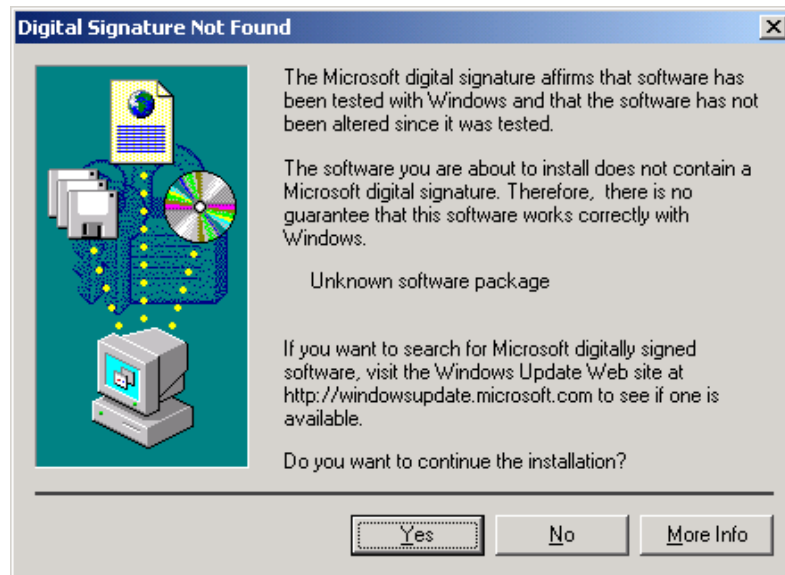 Digital Signature Not Found
The Microsoft digital signature affirms that software has
been tested with Windows and that the software has not
been altered since it was tested.
The software you are about to install does not contain a
Microsoft digital signature. Therefore,  there is no
guarantee that this software works correctly with
Windows.
Unknown software package
If you want to search for Microsoft digitally signed
software, visit the Windows Update Web site at
http://windowsupdate.microsoft.com to see if one is
available.
Do you want to continue the installation?
Yes
No
More Info